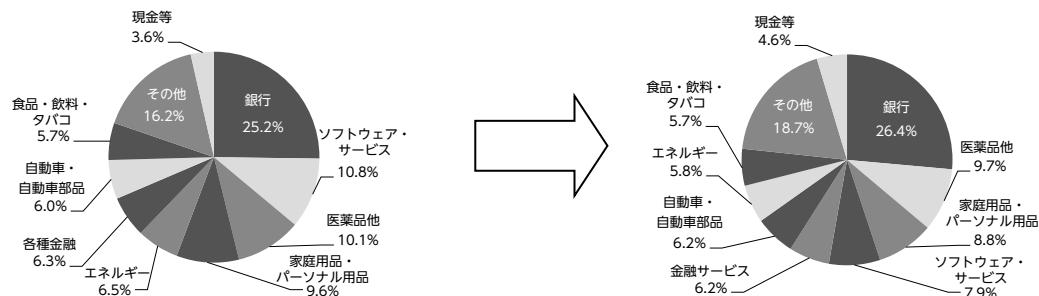 現金等
3.6%
銀行
25.2%
ソフトウェア・
サービス
10.8%
医薬品他
10.1%
家庭用品・
パーソナル用品
9.6%
エネルギー
6.5%
各種金融
6.3%
自動車・
自動車部品
6.0%
食品・飲料・
タバコ
5.7%
その他
16.2%
現金等
4.6%
銀行
26.4%
医薬品他
9.7%
家庭用品・
パーソナル用品
8.8%
ソフトウェア・
サービス
7.9%
金融サービス
6.2%
自動車・
自動車部品
6.2%
エネルギー
5.8%
食品・飲料・
タバコ
5.7%
その他
18.7%